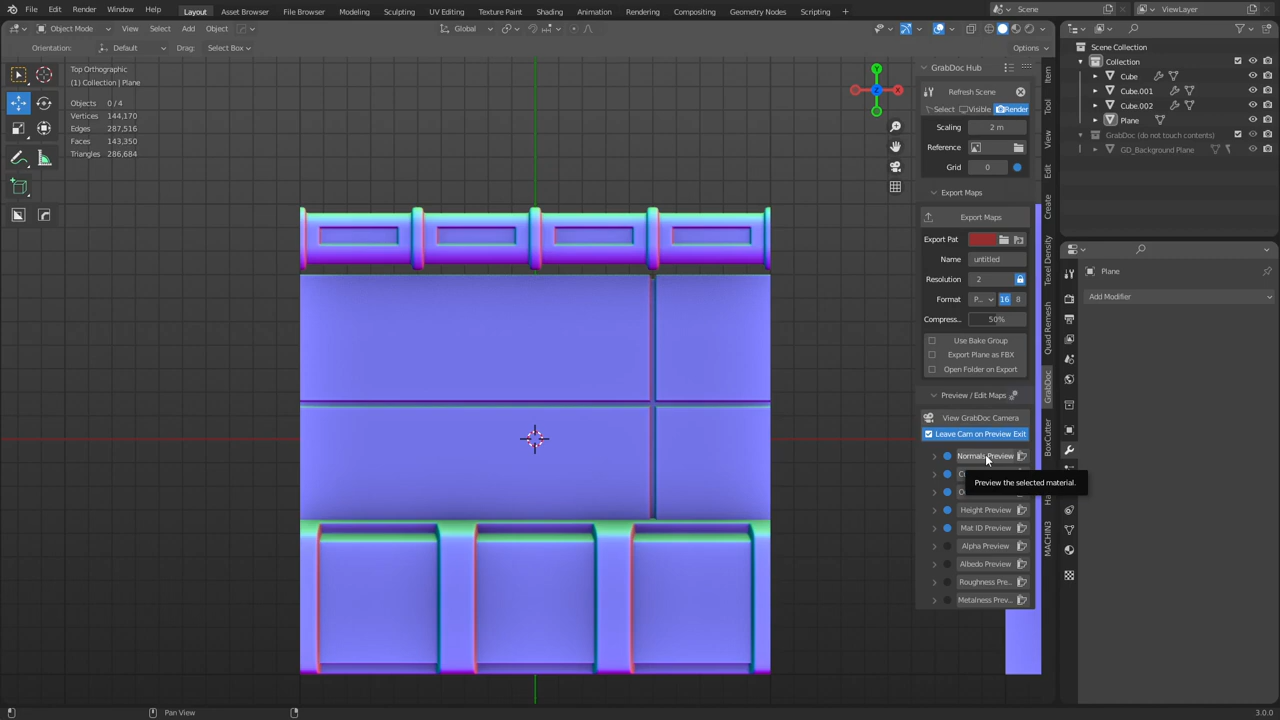 File Edit Render Window Help Layout Asset Browser File Browser Modeling Sculpting UV Editing Texture Paint Shading Animation Rendering Compositing Geometry Nodes Scripting + Scene ViewLayer
Object Mode View Select Add Object Global
Orientation: Default Drag: Select Box Options
Top Orthographic
(1) Collection | Plane
Objects 0 / 4
Vertices 144,170
Edges 287,516
Faces 143,350
Triangles 286,684
Y
X
Z
GrabDoc Hub
Refresh Scene
Select Visible Render
Scaling 2 m
Reference
Grid 0
Export Maps
Export Maps
Export Pat
Name untitled
Resolution 2
Format P... 16 8
Compress... 50%
Use Bake Group
Export Plane as FBX
Open Folder on Export
Preview / Edit Maps
View GrabDoc Camera
Leave Cam on Preview Exit
Normals Preview
Preview the selected material.
Height Preview
Mat ID Preview
Alpha Preview
Albedo Preview
Roughness Pre...
Metalness Prev...
Item
Tool
View
Edit
Create
Texel Density
Quad Remesh
GrabDoc
BoxCutter
Ha
MACHIN3
Scene Collection
Collection
Cube
Cube.001
Cube.002
Plane
GrabDoc (do not touch contents)
GD_Background Plane
Plane
Add Modifier
Pan View
3.0.0